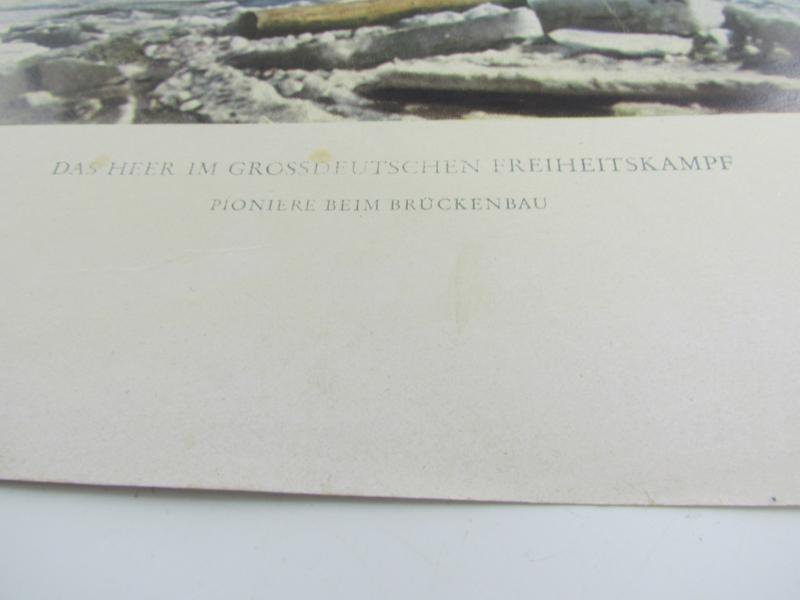 DAS HEER IM GROSSDEUTSCHEN FREIHEITSKAMPF
PIONIERE BEIM BRÜCKENBAU